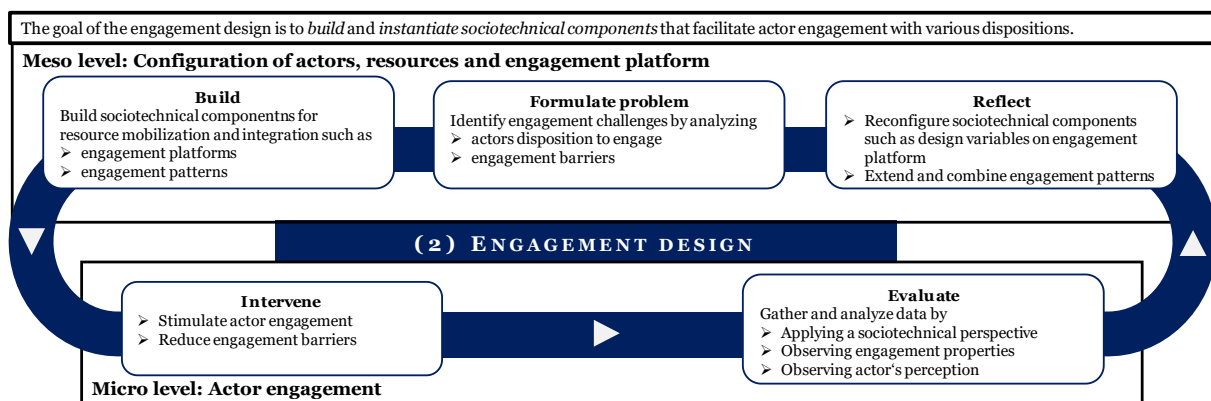 The goal of the engagement design is to build and instantiate sociotechnical components that facilitate actor engagement with various dispositions.
Meso level: Configuration of actors, resources and engagement platform
Build
Build sociotechnical componentns for
resource mobilization and integration such as
➢ engagement platforms
➢ engagement patterns
Formulate problem
Identify engagement challenges by analyzing
➢ actors disposition to engage
➢ engagement barriers
Reflect
➢ Reconfigure sociotechnical components
such as design variables on engagement
platform
➢ Extend and combine engagement patterns
(2) ENGAGEMENT DESIGN
Intervene
➢ Stimulate actor engagement
➢ Reduce engagement barriers
Evaluate
Gather and analyze data by
➢ Applying a sociotechnical perspective
➢ Observing engagement properties
➢ Observing actor‘s perception
Micro level: Actor engagement